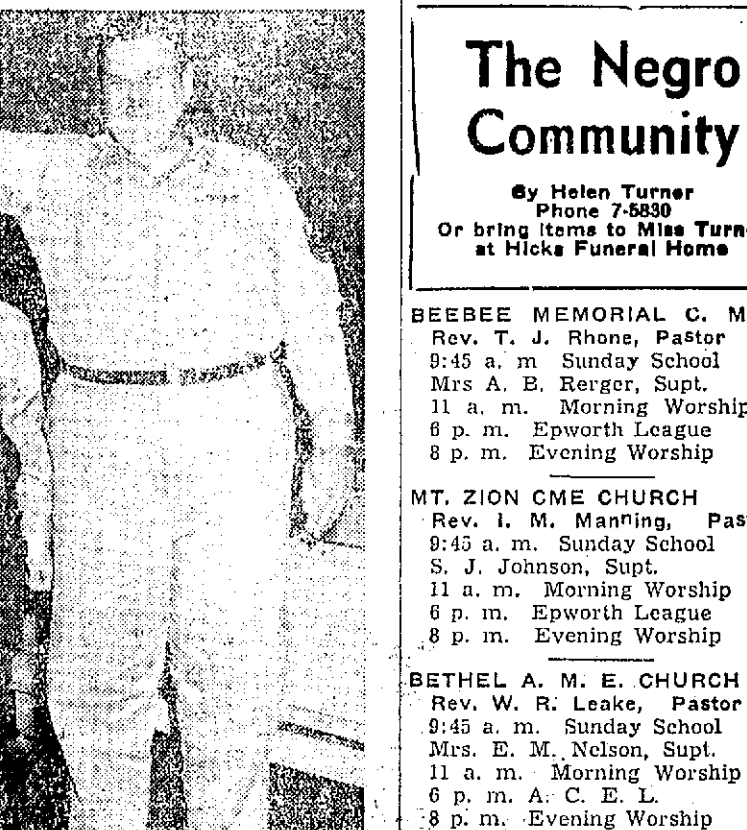 The Negro
Community
By Helen Turner
Phone 7-5830
Or bring items to Miss Turn
at Hicks Funeral Home
BEEBEE MEMORIAL C. M
Rev. T. J. Rhone, Pastor
9:45 a. m Sunday School
Mrs A. B. Rerger, Supt.
11 a. m. Morning Worship
6 p. m. Epworth League
8 p. m. Evening Worship
MT. ZION CME CHURCH
Rev. I. M. Manning, Pas
9:45 a. m. Sunday School
S. J. Johnson, Supt.
11 a. m. Morning Worship
6 p. m. Epworth League
8 p. m. Evening Worship
BETHEL A. M. E. CHURCH
Rev. W. R. Leake, Pastor
9:45 a. m. Sunday School
Mrs. E. M. Nelson, Supt.
11 a. m. Morning Worship
6 p. m. A. C. E. L.
8 p. m. Evening Worship